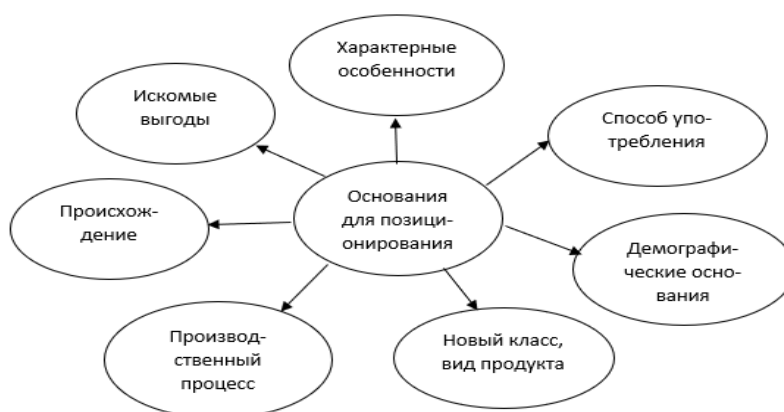 Характерные
особенности
Искомые
выгоды
Способ упо-
требления
Основания
для позици-
онирования
Происхож-
дение
Демографи-
ческие осно-
вания
Производ-
ственный
процесс
Новый класс,
вид продукта